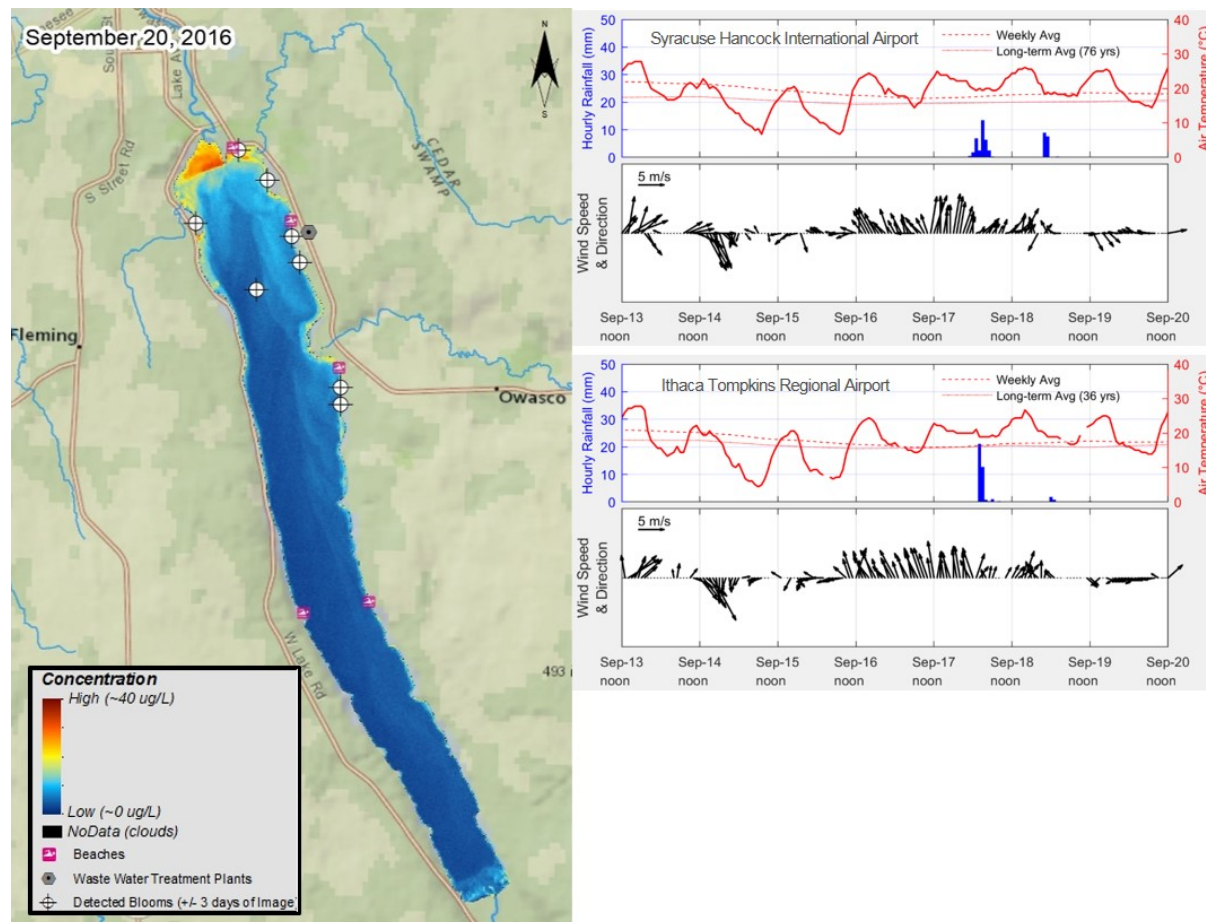 September 20, 2016
N
S
South St
Lake Ave
S Street Rd
CEDAR
SWAMP
Fleming
Owasco
W Lake Rd
493
Concentration
High (~40 ug/L)
Low (~0 ug/L)
NoData (clouds)
Beaches
Waste Water Treatment Plants
Detected Blooms (+/- 3 days of Image)
Syracuse Hancock International Airport
Weekly Avg
Long-term Avg (76 yrs)
Hourly Rainfall (mm)
50
40
30
20
10
0
Air Temperature (°C)
40
30
20
10
0
Wind Speed
& Direction
5 m/s
Sep-13 Sep-14 Sep-15 Sep-16 Sep-17 Sep-18 Sep-19 Sep-20
noon noon noon noon noon noon noon noon
Ithaca Tompkins Regional Airport
Weekly Avg
Long-term Avg (36 yrs)
Hourly Rainfall (mm)
50
40
30
20
10
0
Air Temperature (°C)
40
30
20
10
0
Wind Speed
& Direction
5 m/s
Sep-13 Sep-14 Sep-15 Sep-16 Sep-17 Sep-18 Sep-19 Sep-20
noon noon noon noon noon noon noon noon